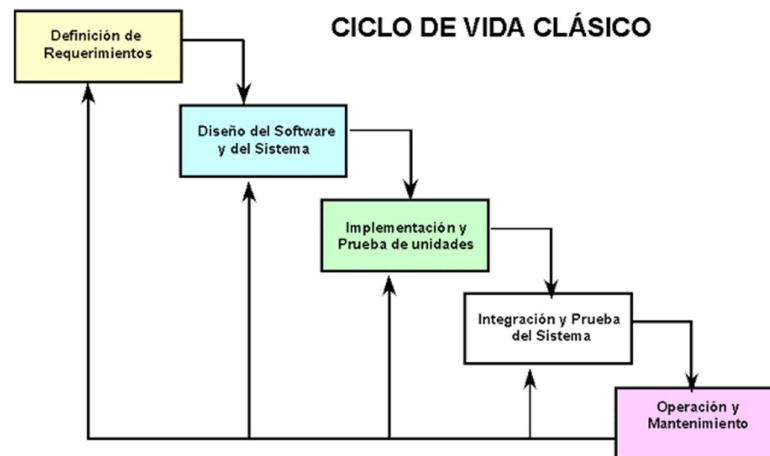 CICLO DE VIDA CLÁSICO
Definición de
Requerimientos
Diseño del Software
y del Sistema
Implementación y
Prueba de unidades
Integración y Prueba
del Sistema
Operación y
Mantenimiento